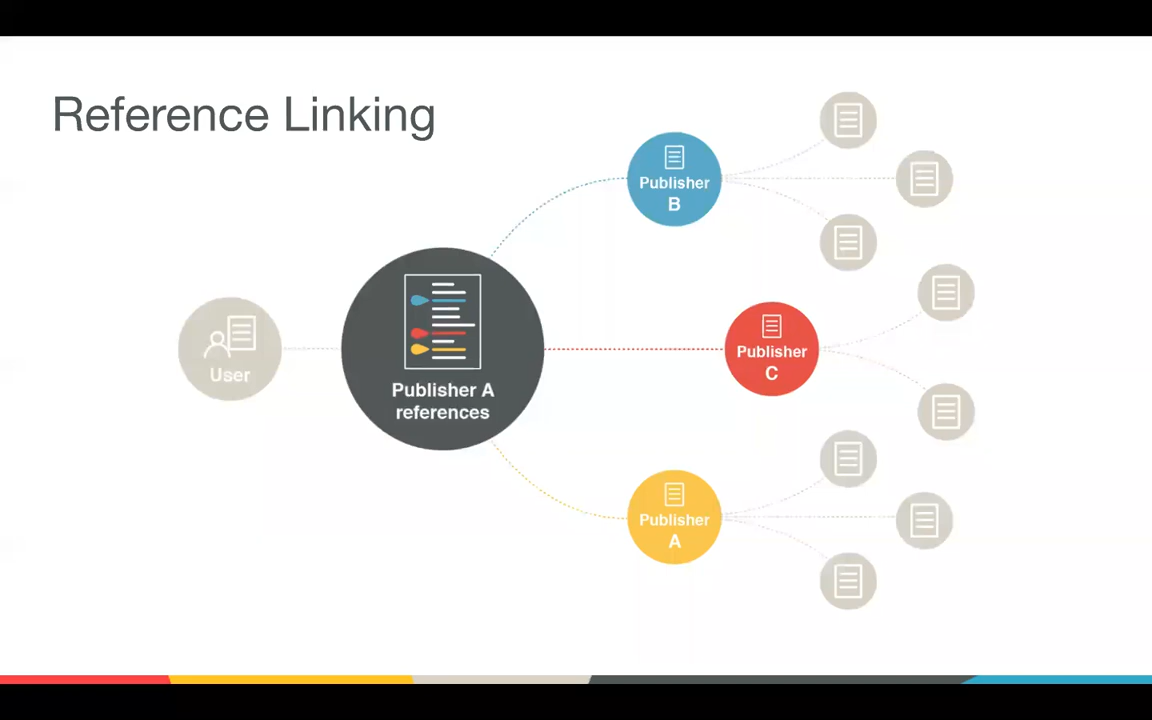 Reference Linking
Publisher
B
Publisher
C
User
Publisher A
references
Publisher
A